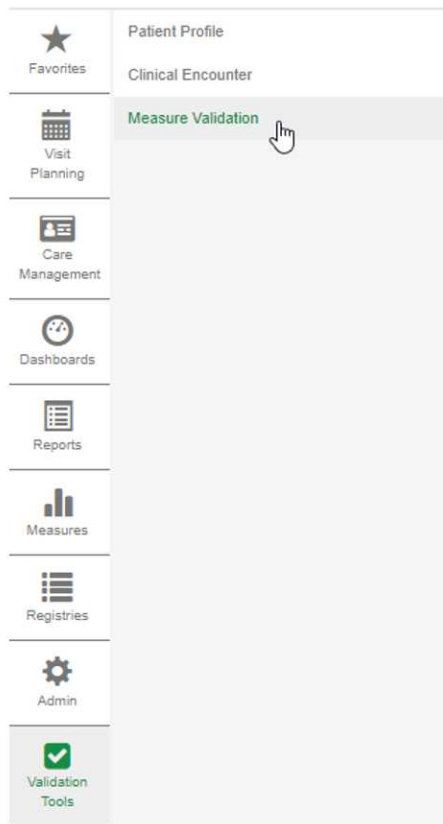 Favorites
Visit
Planning
Care
Management
Dashboards
Reports
Measures
Registries
Admin
Validation
Tools
Patient Profile
Clinical Encounter
Measure Validation